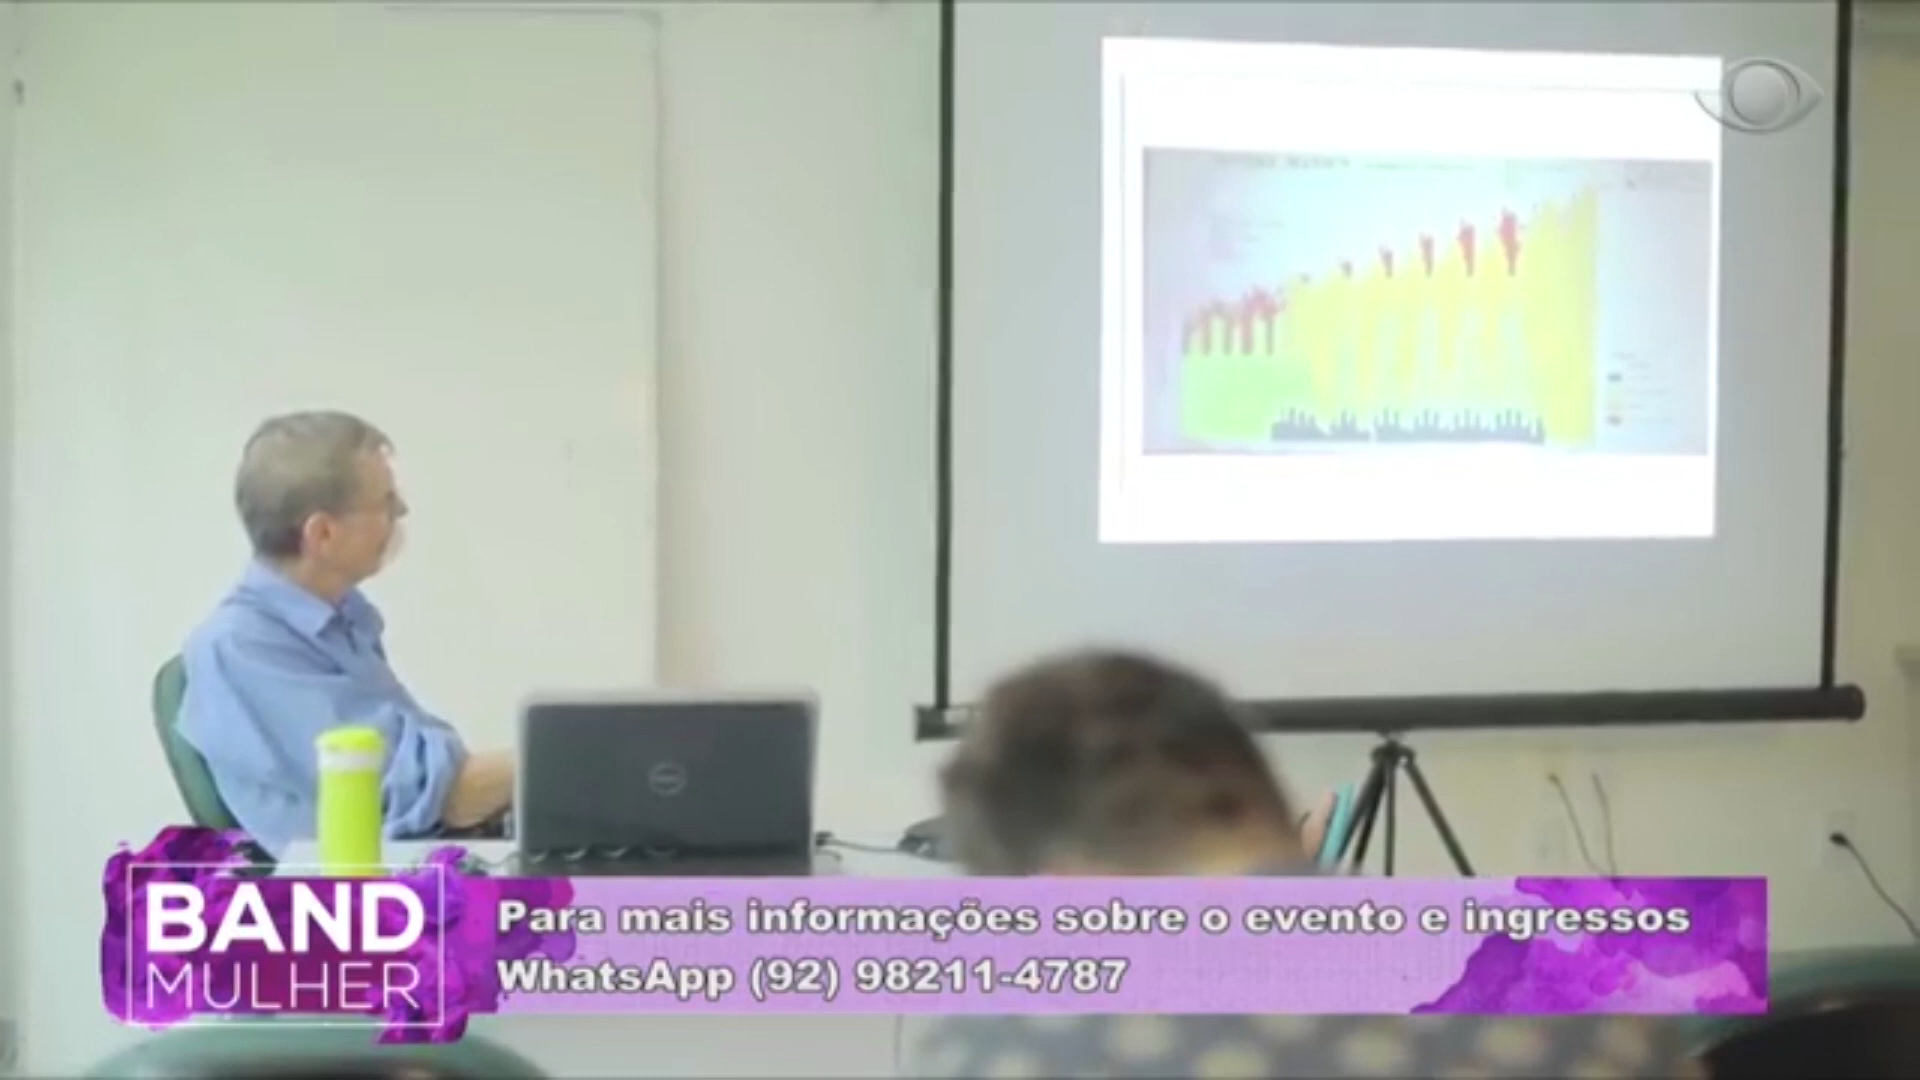 BAND
MULHER
Para mais informações sobre o evento e ingressos
WhatsApp (92) 98211-4787